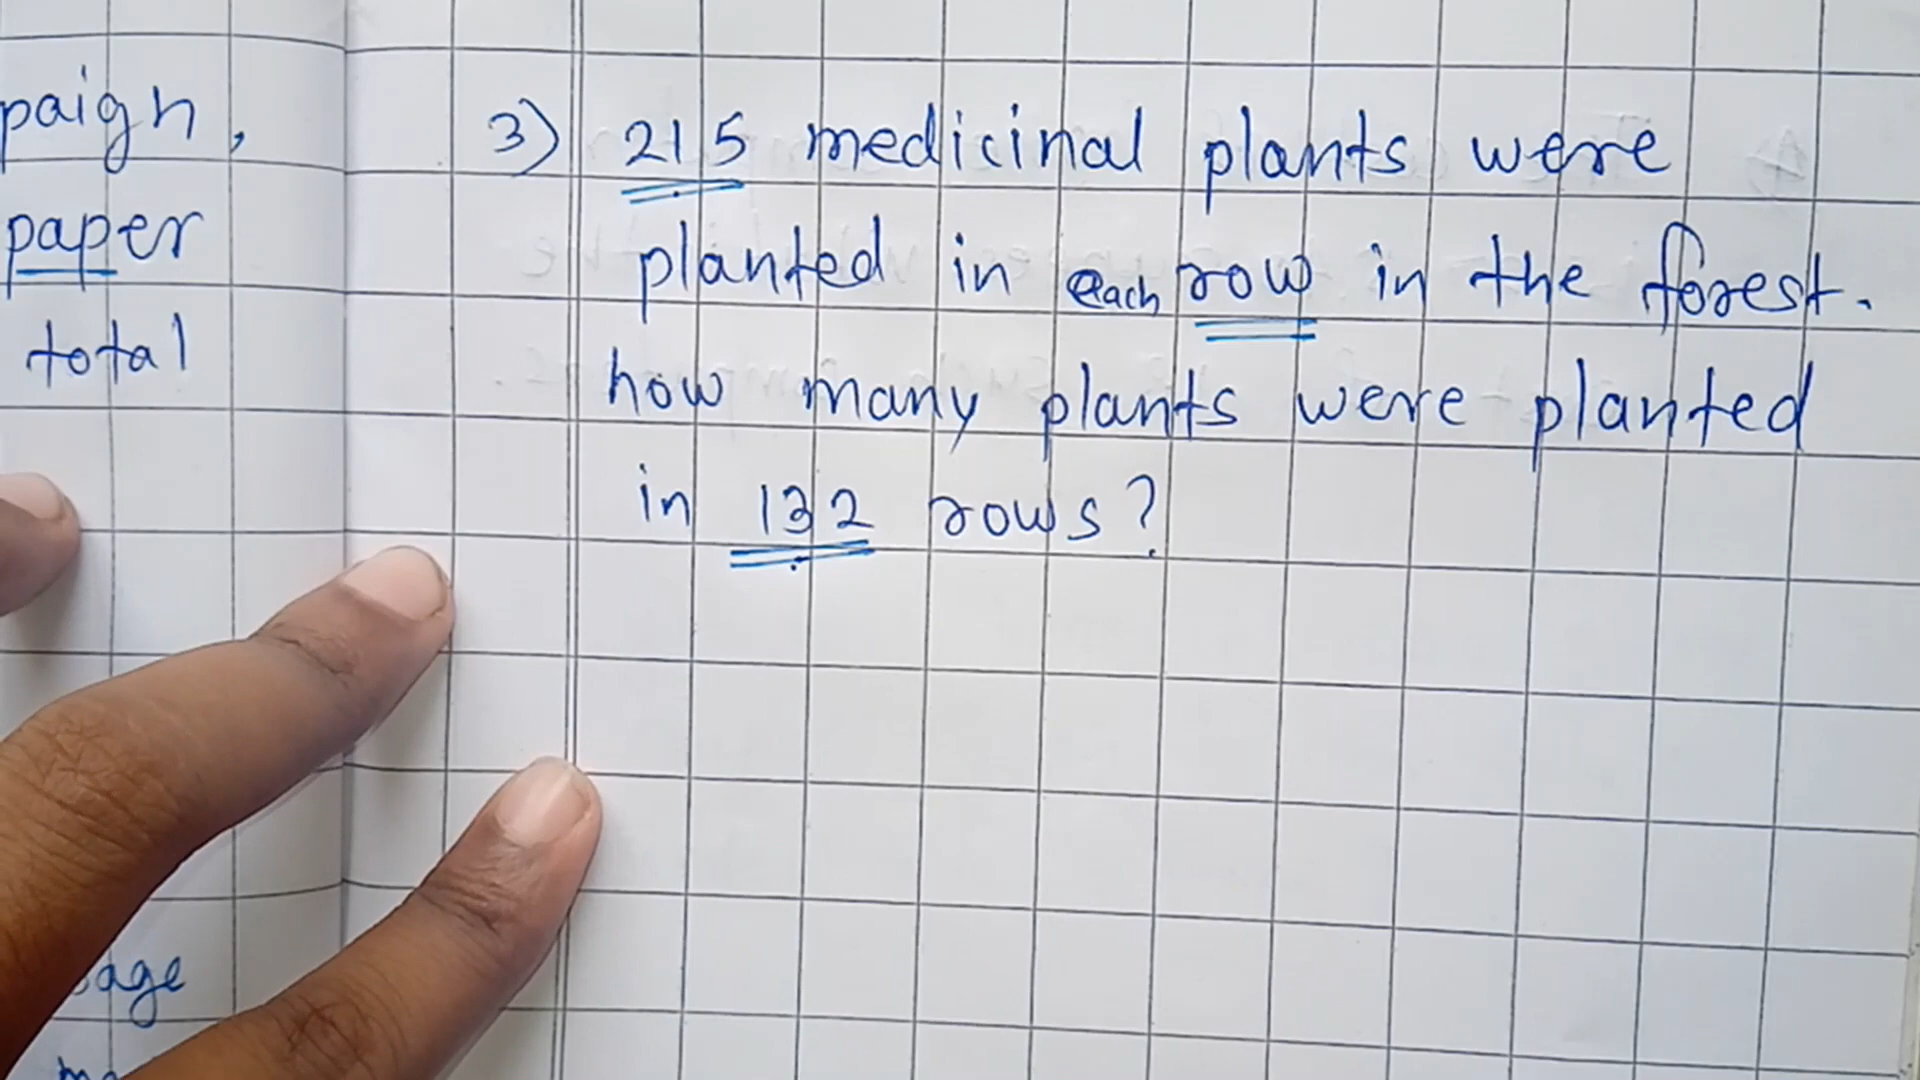 paign,
paper
total
age
3) 215 medicinal plants were
planted in each row in the forest.
how many plants were planted
in 132 rows?